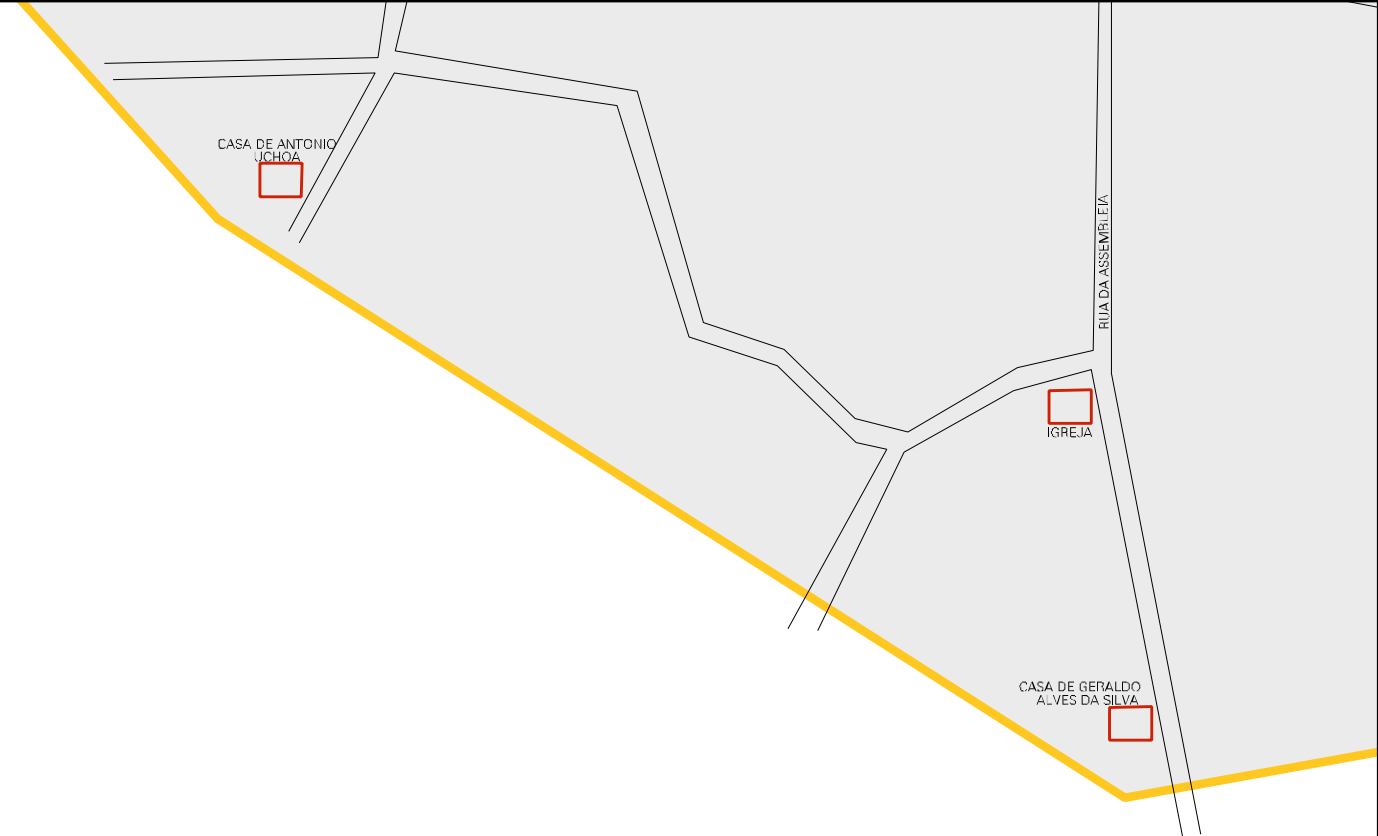 CASA DE ANTONIO
UCHOA
RUA DA ASSEMBLEIA
IGREJA
CASA DE GERALDO
ALVES DA SILVA